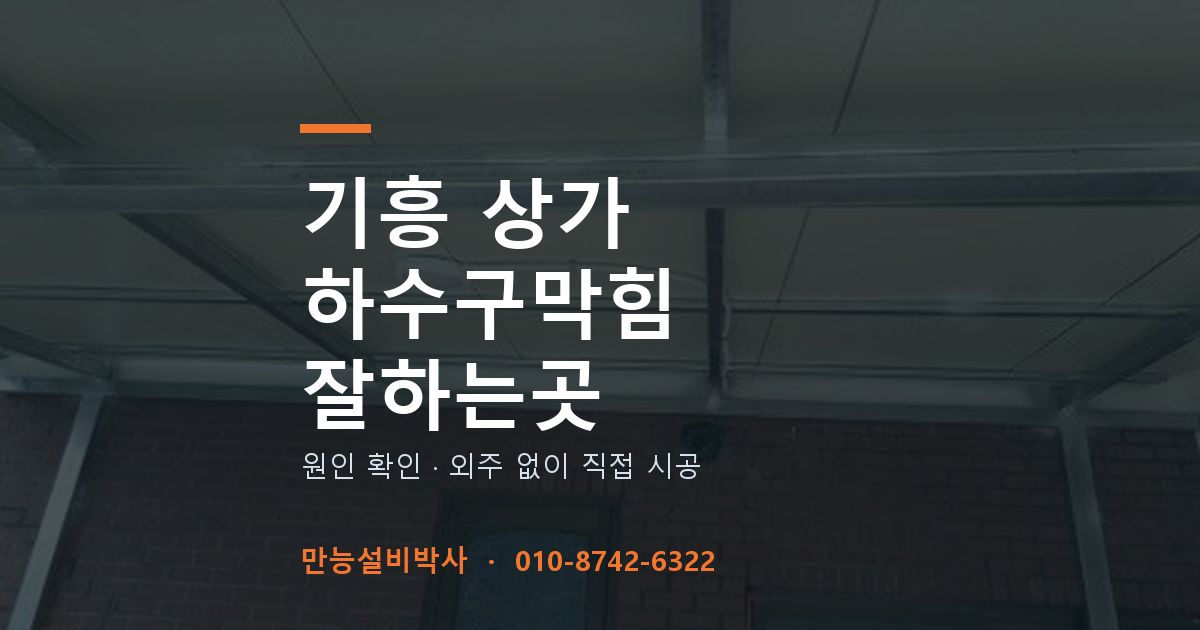 기흥 상가
하수구막힘
잘하는곳
원인 확인 · 외주 없이 직접 시공
만능설비박사 · 010-8742-6322